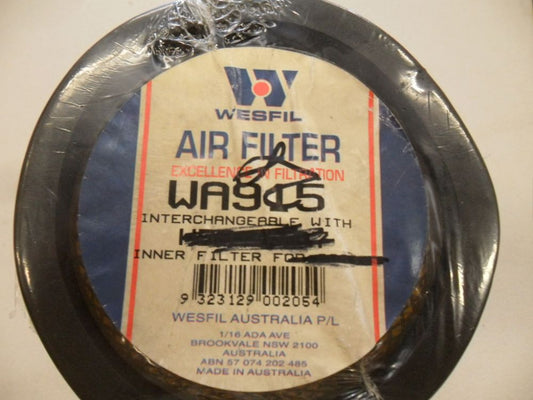 WESFIL
AIR FILTER
EXCELLENCE IN FILTRATION
INTERCHANGEABLE WITH
INNER FILTER FOR
9 323129 002054
WESFIL AUSTRALIA P/L
1/16 ADA AVE
BROOKVALE NSW 2100
AUSTRALIA
ABN 57 074 202 485
MADE IN AUSTRALIA